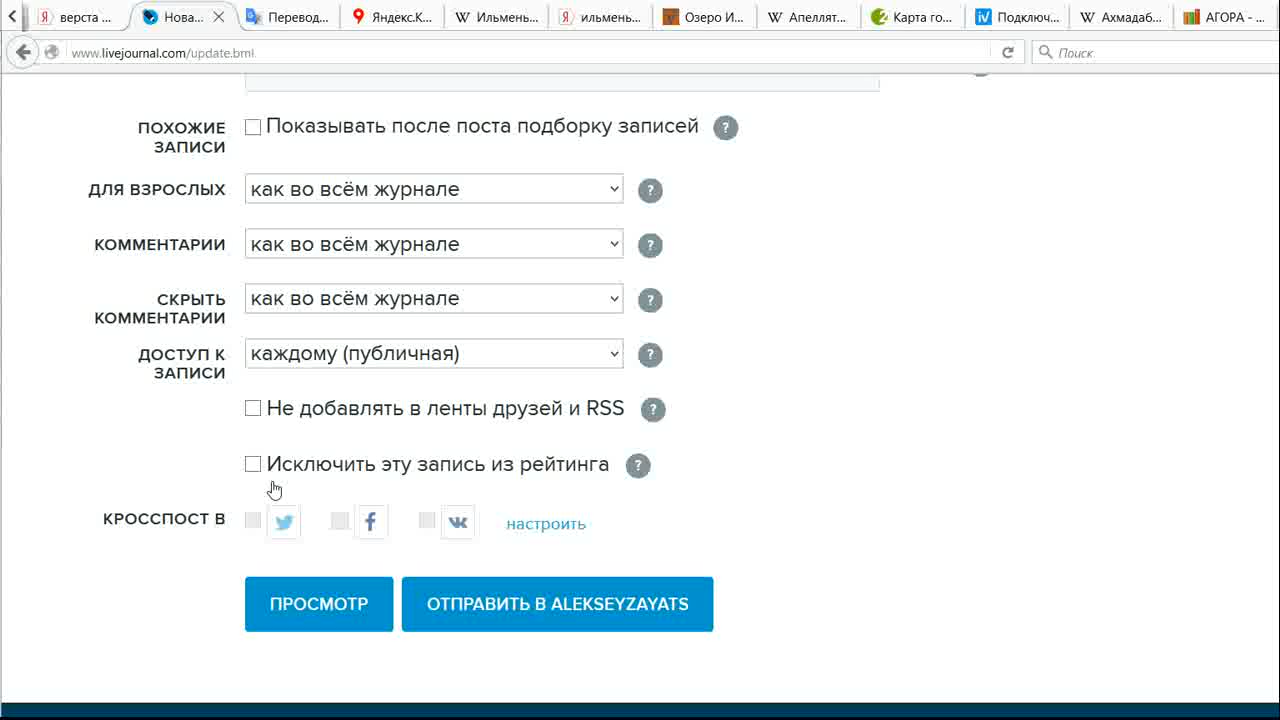 верста ...
Нова...
Перевод...
Яндекс.К...
Ильмень...
ильмень...
Озеро И...
Апеллят...
Карта го...
Подключ...
Ахмадаб...
АГОРА - ...
www.livejournal.com/update.bml
Поиск
ПОХОЖИЕ ЗАПИСИ
Показывать после поста подборку записей ?
ДЛЯ ВЗРОСЛЫХ
как во всём журнале ?
КОММЕНТАРИИ
как во всём журнале ?
СКРЫТЬ КОММЕНТАРИИ
как во всём журнале ?
ДОСТУП К ЗАПИСИ
каждому (публичная) ?
Не добавлять в ленты друзей и RSS ?
Исключить эту запись из рейтинга ?
КРОССПОСТ В
настроить
ПРОСМОТР
ОТПРАВИТЬ В ALEKSEYZAYATS